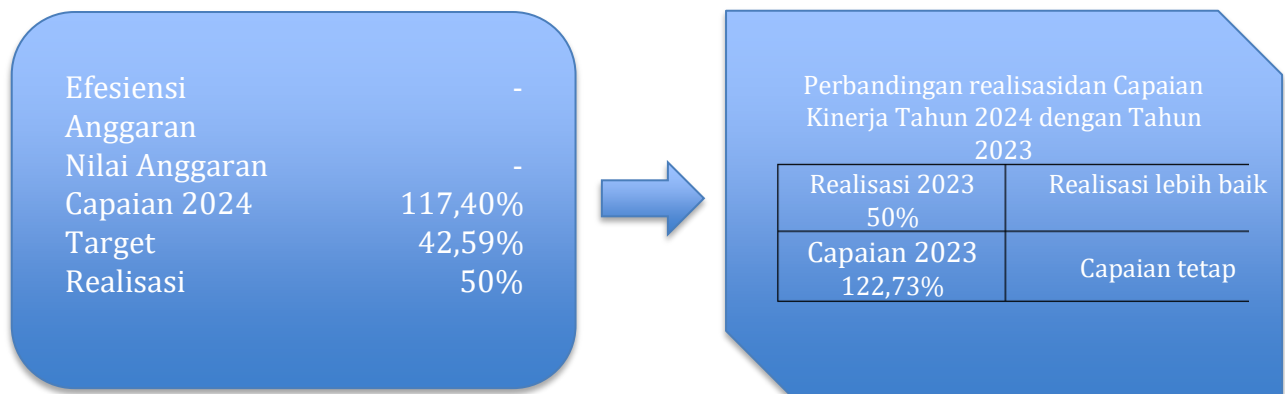 Efesiensi -
Anggaran
Nilai Anggaran -
Capaian 2024 117,40%
Target 42,59%
Realisasi 50%
Perbandingan realisasidan Capaian
Kinerja Tahun 2024 dengan Tahun
2023
Realisasi 2023 Realisasi lebih baik
50%
Capaian 2023
122,73% Capaian tetap